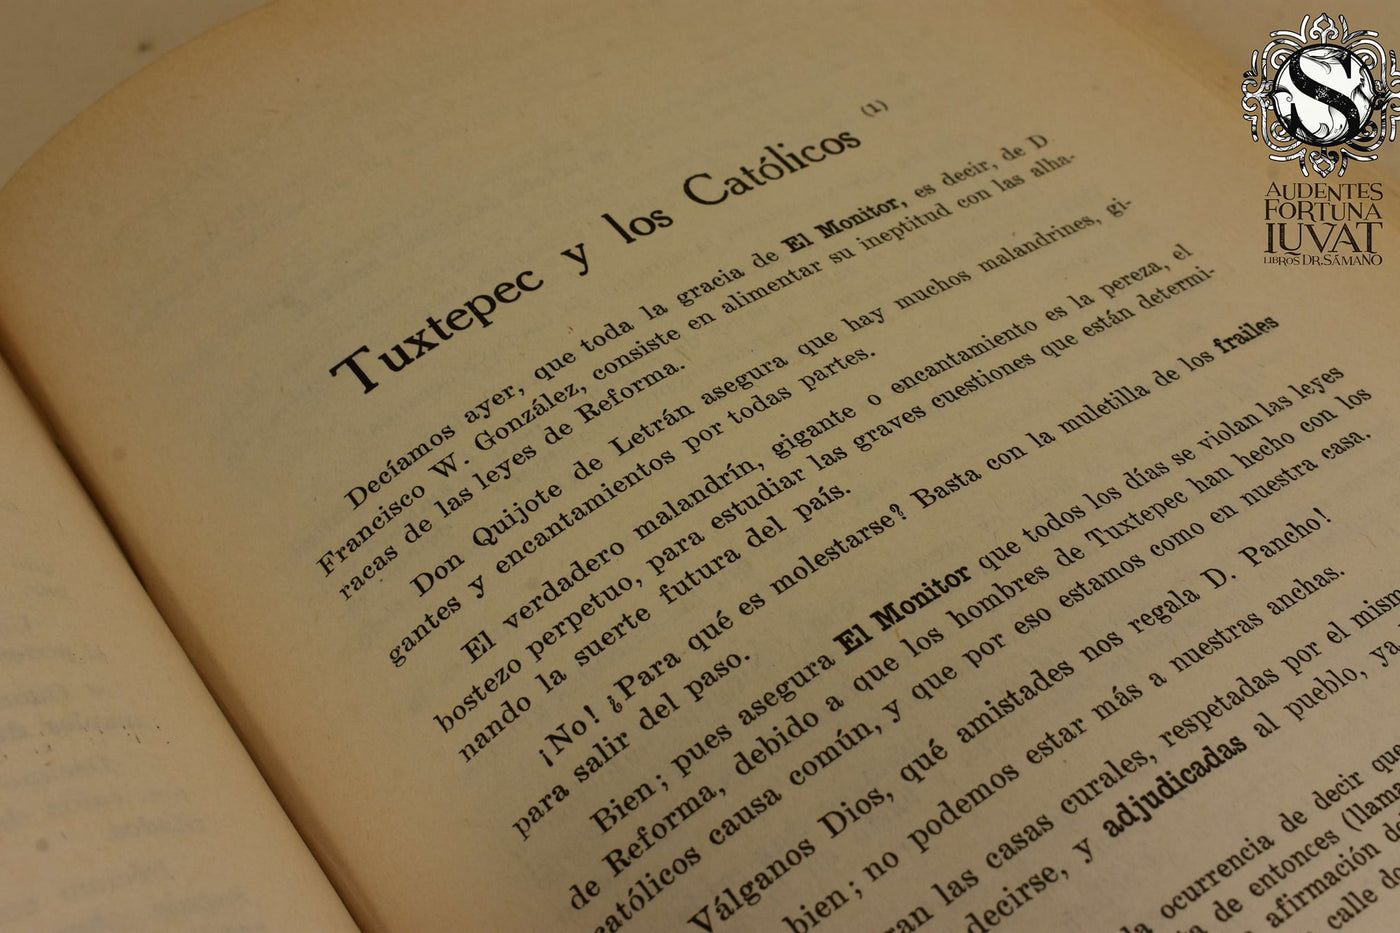 Tuxtepec y los Católicos (1)
Decíamos ayer, que toda la gracia de El Monitor, es decir, de D
Francisco W. González, consiste en alimentar su ineptitud con las alha-
racas de las leyes de Reforma.
Don Quijote de Letrán asegura que hay muchos malandrines, gi-
gantes y encantamientos por todas partes.
El verdadero malandrín, gigante o encantamiento es la pereza, el
bostezo perpetuo, para estudiar las graves cuestiones que están determi-
nando la suerte futura del país.
¡No! ¿Para qué es molestarse? Basta con la muletilla de los frailes
para salir del paso.
Bien; pues asegura El Monitor que todos los días se violan las leyes
de Reforma, debido a que los hombres de Tuxtepec han hecho con los
católicos causa común, y que por eso estamos como en nuestra casa.
Válganos Dios, qué amistades nos regala D. Pancho!
bien; no podemos estar más a nuestras anchas.
ran las casas curales, respetadas por el mism
decirse, y adjudicadas al pueblo, ya
la ocurrencia de decir que
ta de entonces (llama
afirmación de
calle do
S
AUDENTES
FORTUNA
IUVAT
LIBROS DR. SÁMANO